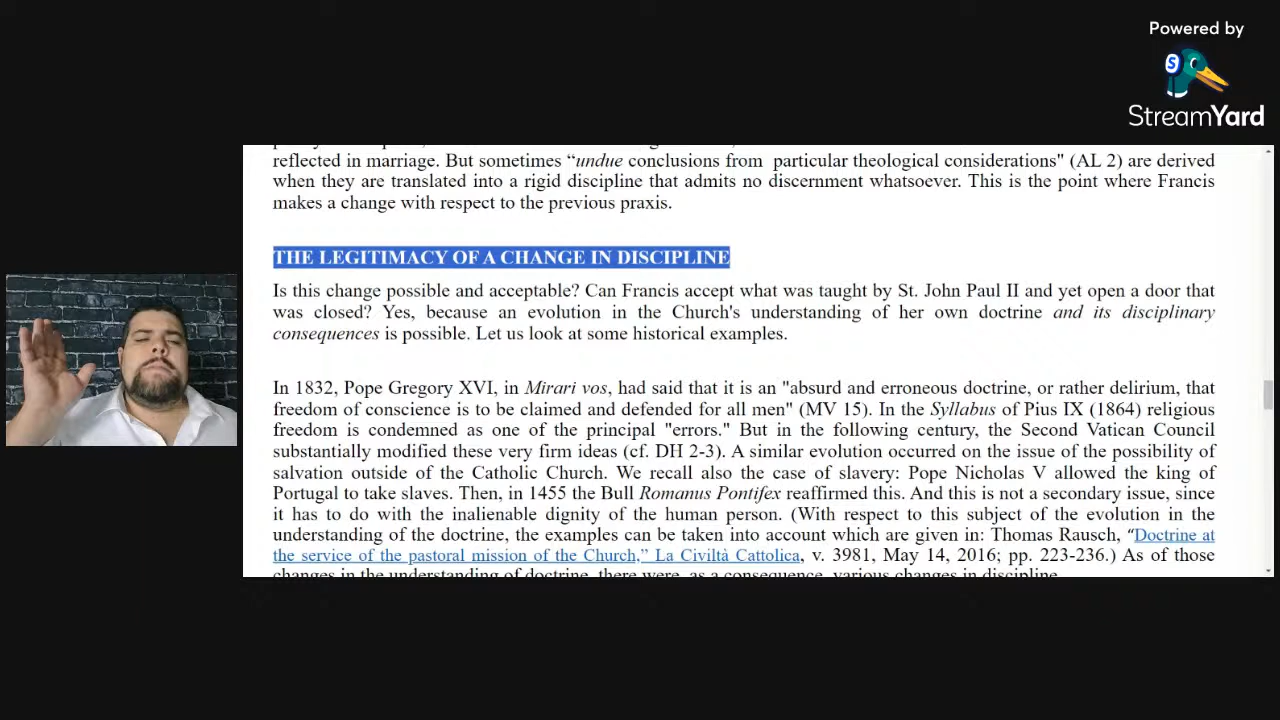 Powered by
S
StreamYard
reflected in marriage. But sometimes “undue conclusions from particular theological considerations" (AL 2) are derived
when they are translated into a rigid discipline that admits no discernment whatsoever. This is the point where Francis
makes a change with respect to the previous praxis.
THE LEGITIMACY OF A CHANGE IN DISCIPLINE
Is this change possible and acceptable? Can Francis accept what was taught by St. John Paul II and yet open a door that
was closed? Yes, because an evolution in the Church's understanding of her own doctrine and its disciplinary
consequences is possible. Let us look at some historical examples.
In 1832, Pope Gregory XVI, in Mirari vos, had said that it is an "absurd and erroneous doctrine, or rather delirium, that
freedom of conscience is to be claimed and defended for all men" (MV 15). In the Syllabus of Pius IX (1864) religious
freedom is condemned as one of the principal "errors." But in the following century, the Second Vatican Council
substantially modified these very firm ideas (cf. DH 2-3). A similar evolution occurred on the issue of the possibility of
salvation outside of the Catholic Church. We recall also the case of slavery: Pope Nicholas V allowed the king of
Portugal to take slaves. Then, in 1455 the Bull Romanus Pontifex reaffirmed this. And this is not a secondary issue, since
it has to do with the inalienable dignity of the human person. (With respect to this subject of the evolution in the
understanding of the doctrine, the examples can be taken into account which are given in: Thomas Rausch, “Doctrine at
the service of the pastoral mission of the Church,” La Civiltà Cattolica, v. 3981, May 14, 2016; pp. 223-236.) As of those
changes in the understanding of doctrine, there were, as a consequence, various changes in discipline.